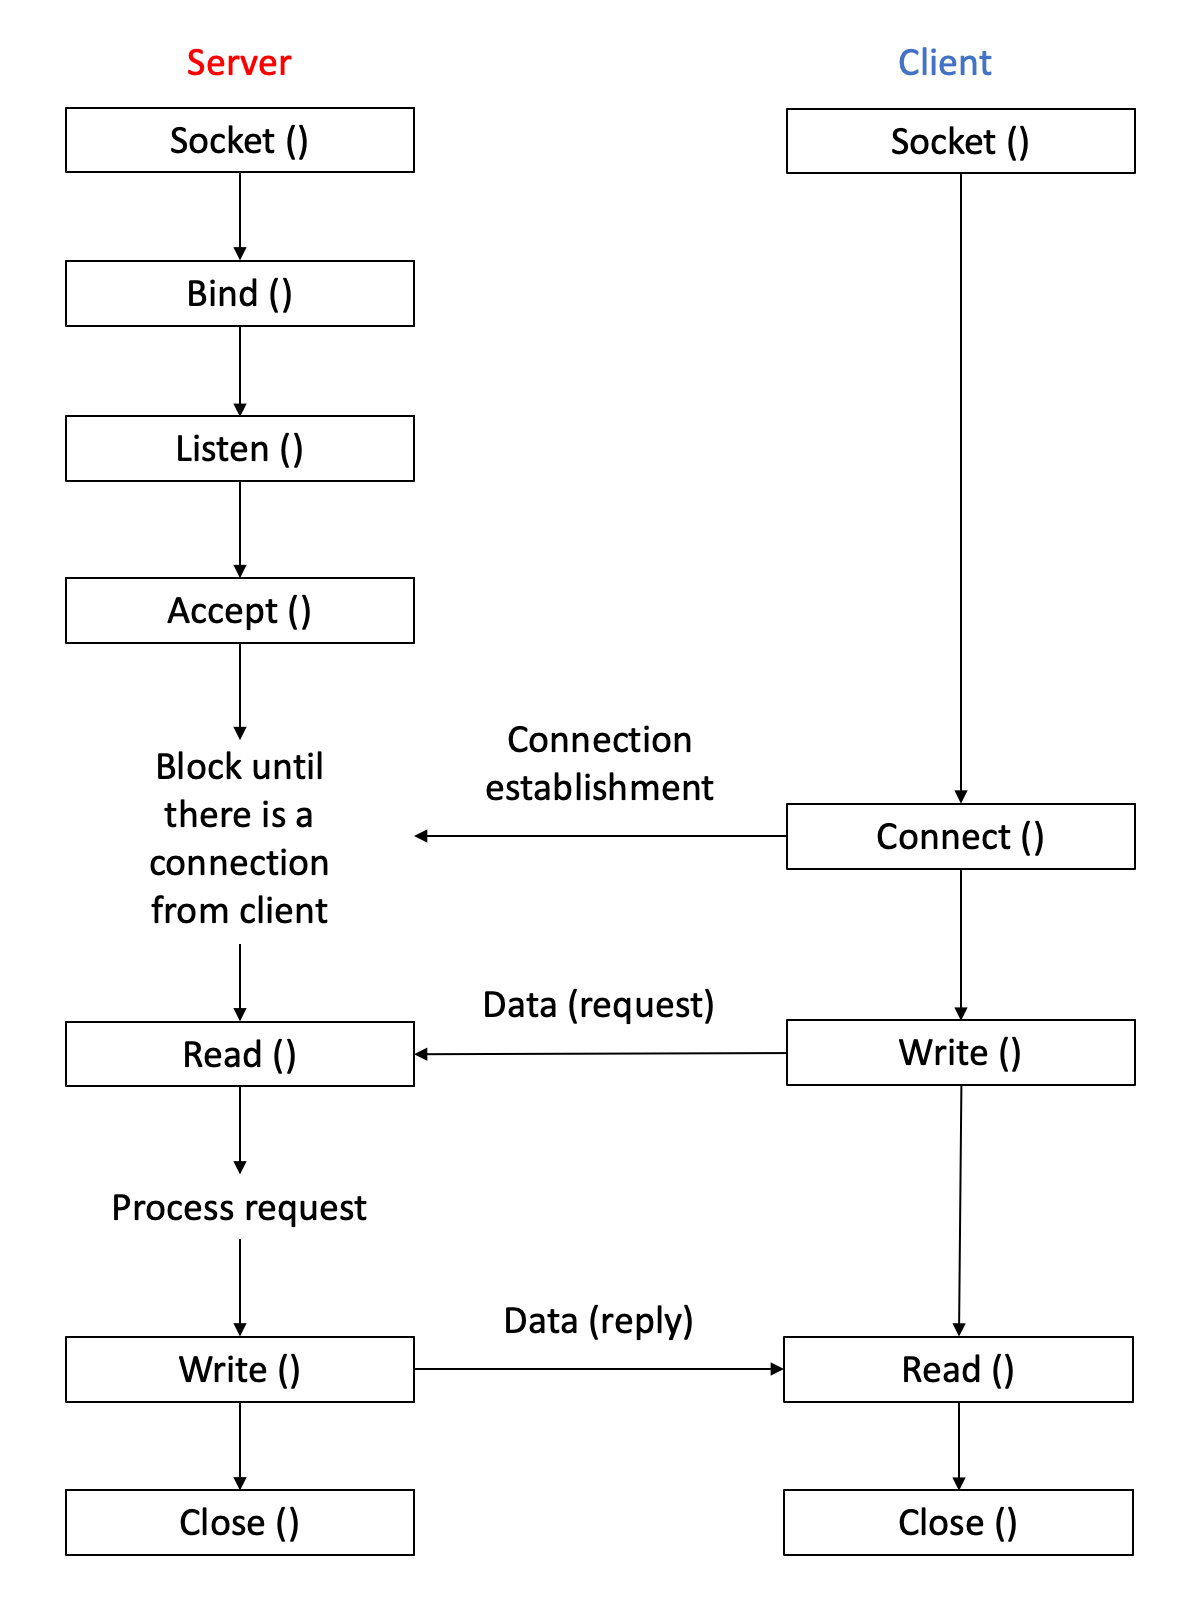 Server
Client
Socket ()
Socket ()
Bind ()
Listen ()
Accept ()
Connection
establishment
Block until
there is a
connection
from client
Connect ()
Data (request)
Read ()
Write ()
Process request
Data (reply)
Write ()
Read ()
Close ()
Close ()